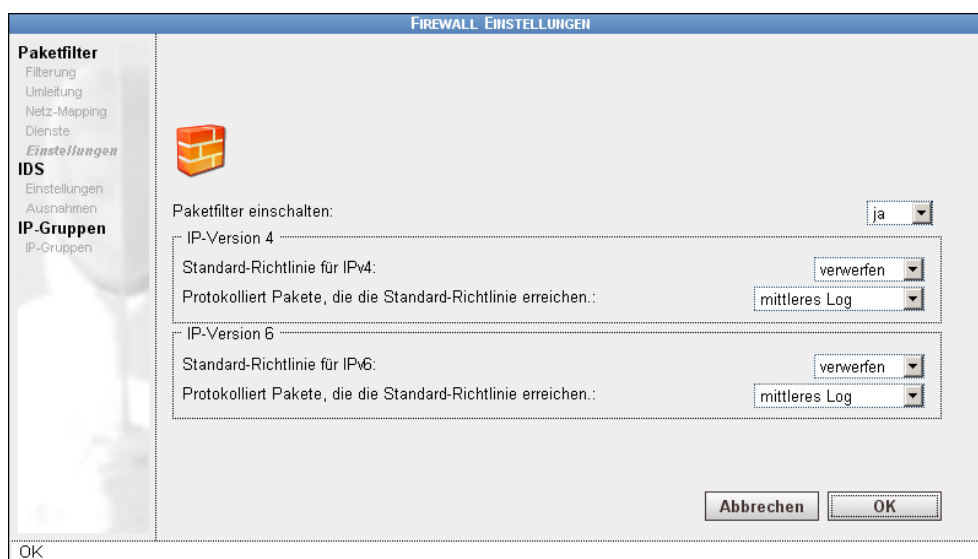 FIREWALL EINSTELLUNGEN
Paketfilter
Filterung
Umleitung
Netz-Mapping
Dienste
Einstellungen
IDS
Einstellungen
Ausnahmen
IP-Gruppen
IP-Gruppen
Paketfilter einschalten: ja
IP-Version 4
Standard-Richtlinie für IPv4: verwerfen
Protokolliert Pakete, die die Standard-Richtlinie erreichen.: mittleres Log
IP-Version 6
Standard-Richtlinie für IPv6: verwerfen
Protokolliert Pakete, die die Standard-Richtlinie erreichen.: mittleres Log
Abbrechen OK
OK